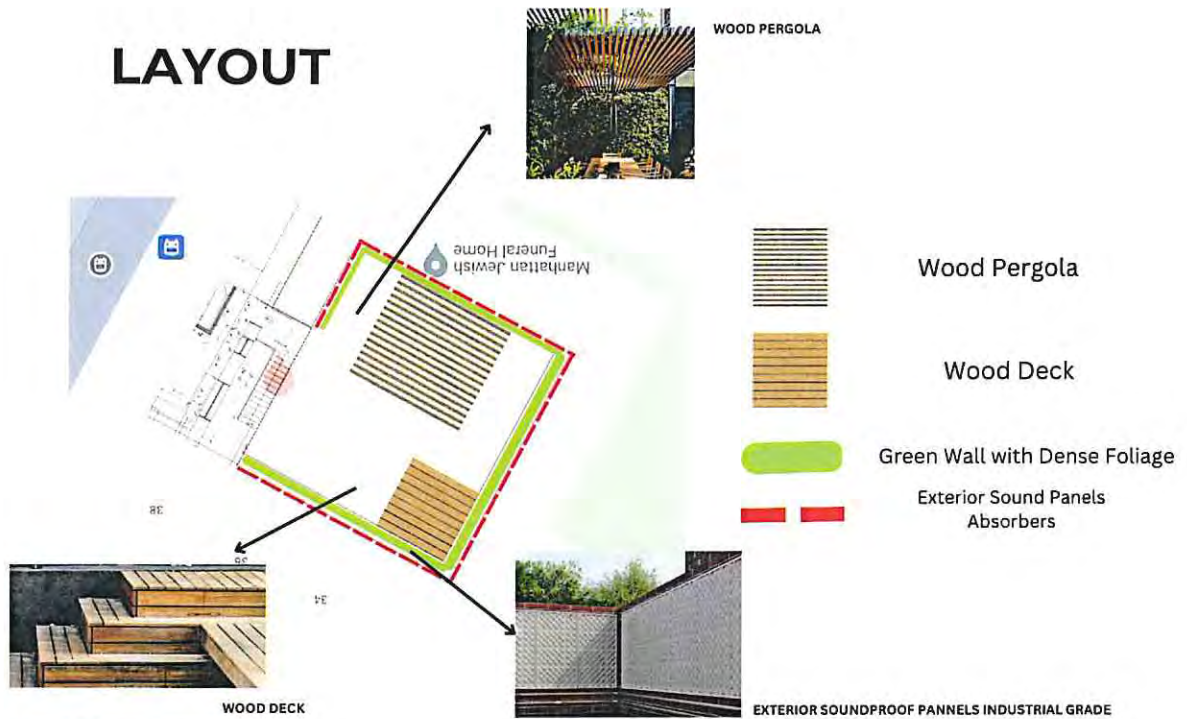 LAYOUT
WOOD PERGOLA
Manhattan Jewish
Funeral Home
Wood Pergola
Wood Deck
Green Wall with Dense Foliage
Exterior Sound Panels
Absorbers
38
36
34
WOOD DECK
EXTERIOR SOUNDPROOF PANNELS INDUSTRIAL GRADE